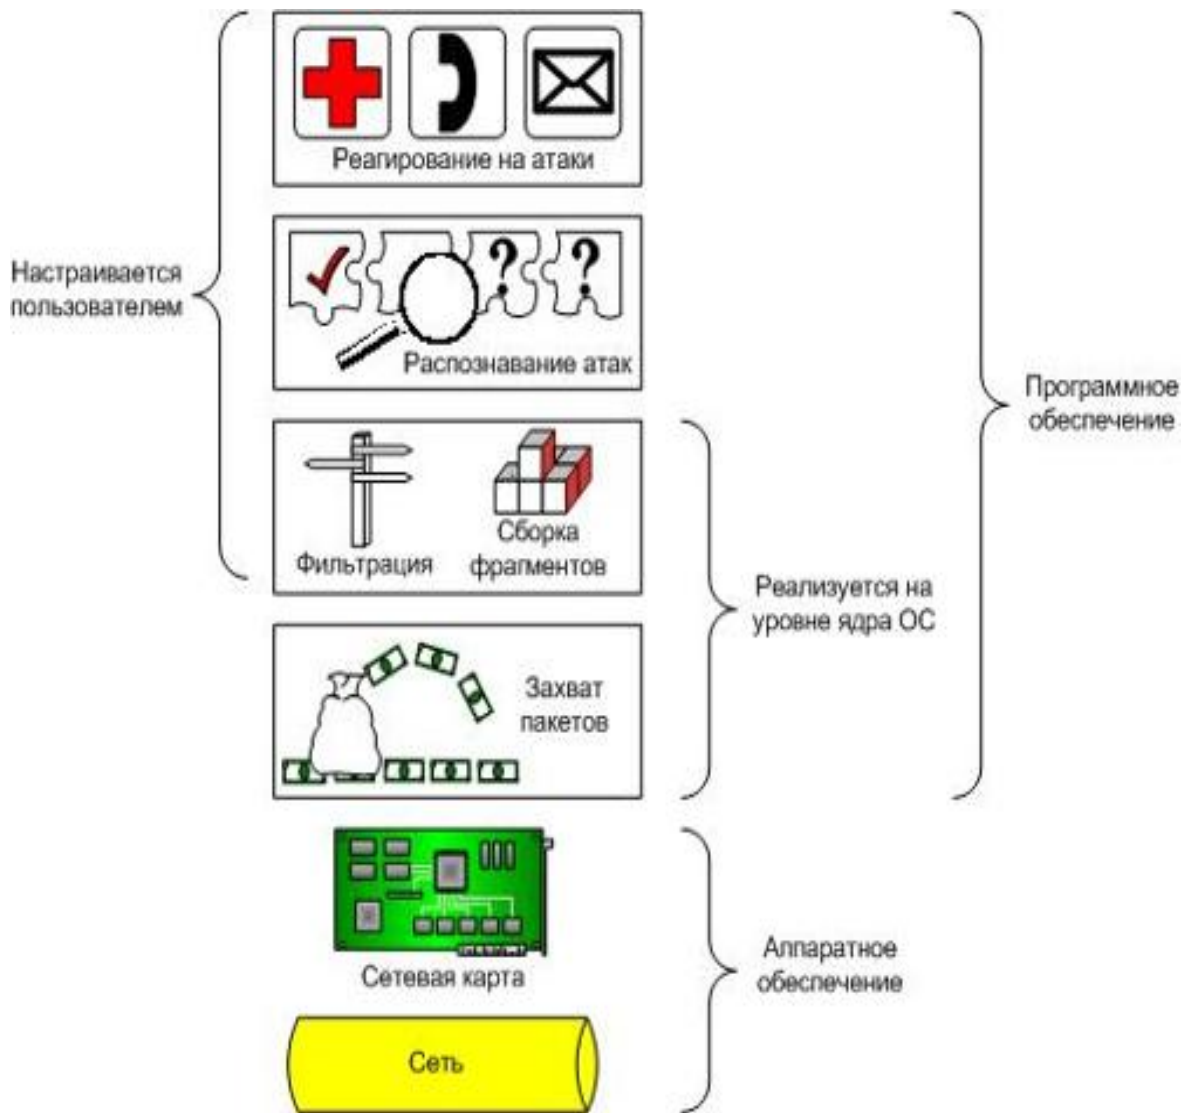 Реагирование на атаки
Настраивается
пользователем
Распознавание атак
Программное
обеспечение
Фильтрация
Сборка
фрагментов
Реализуется на
уровне ядра ОС
Захват
пакетов
Сетевая карта
Аппаратное
обеспечение
Сеть